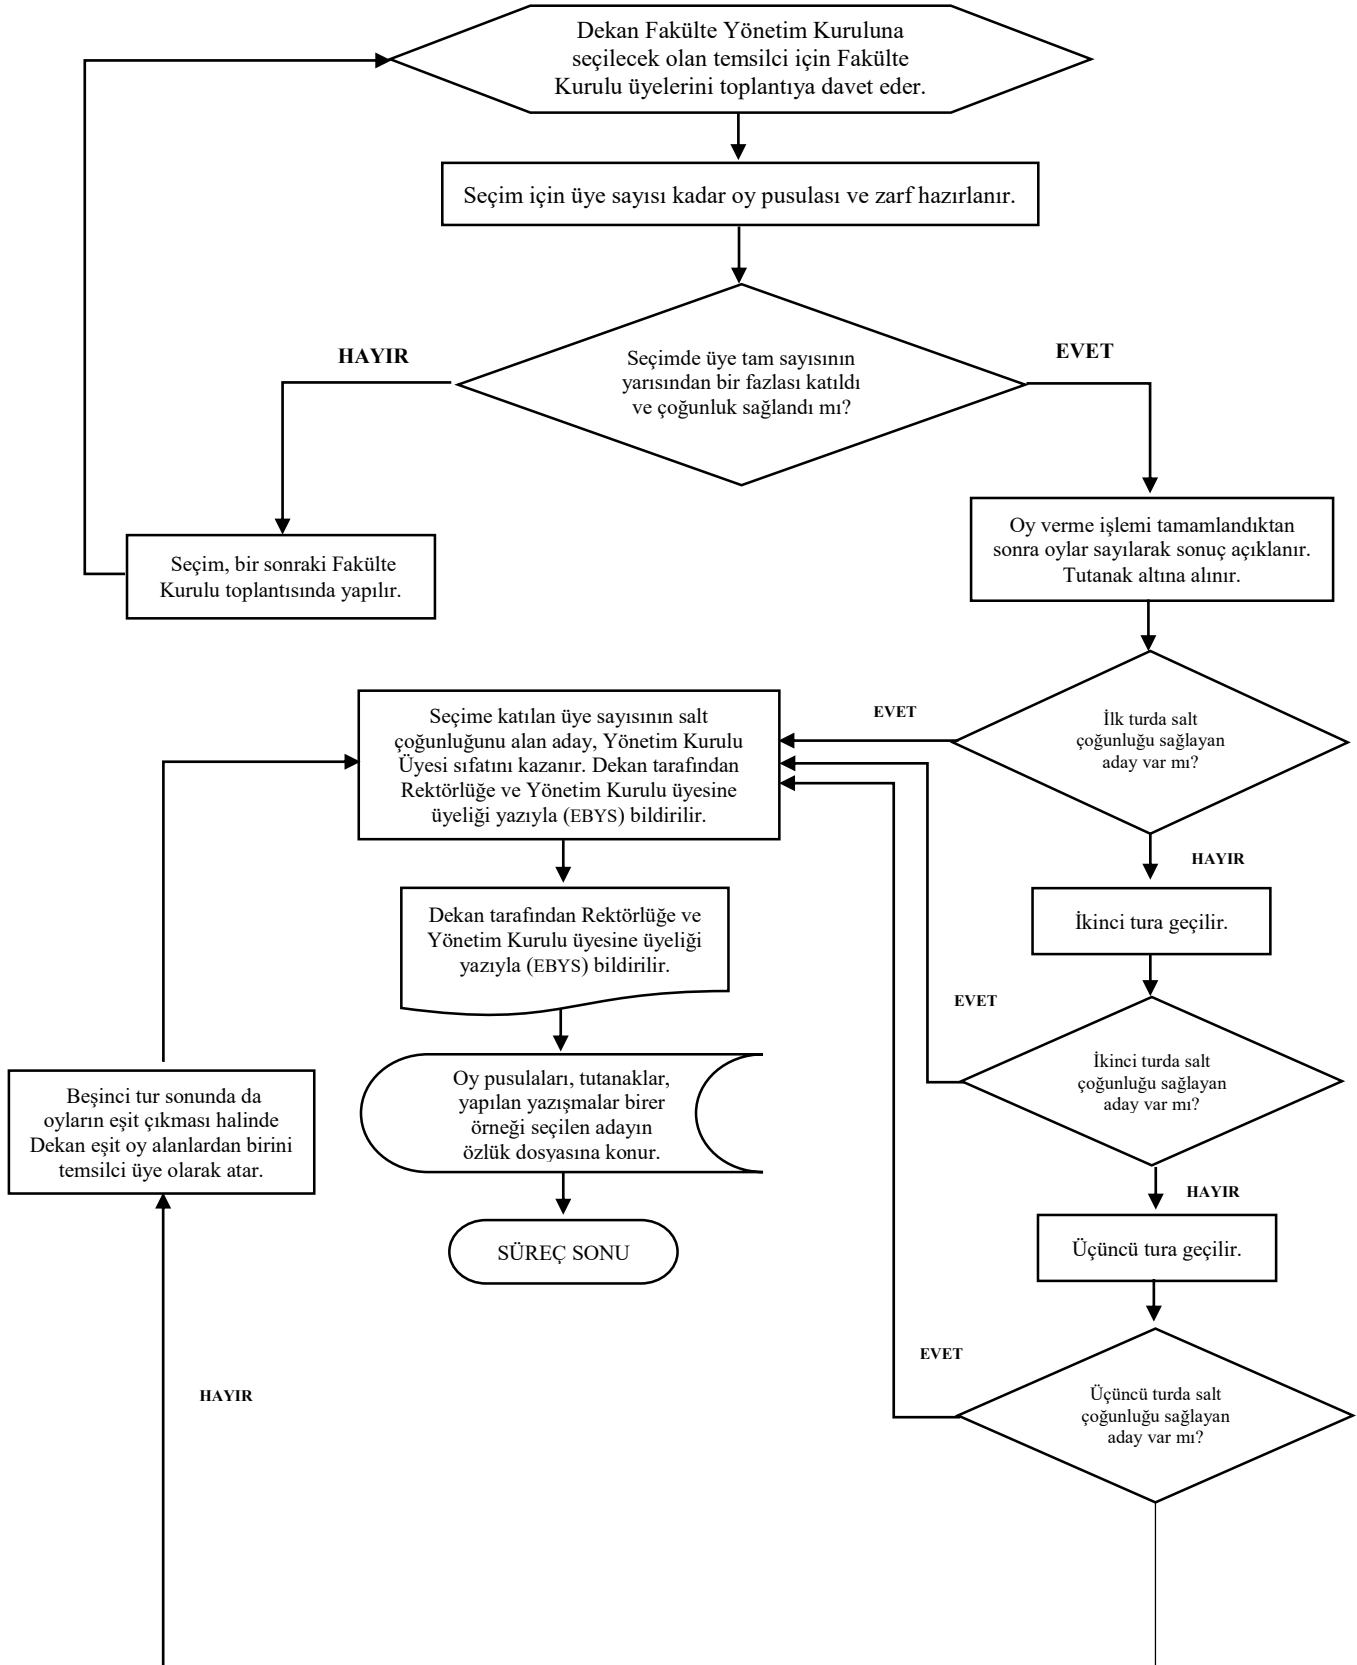 Dekan Fakülte Yönetim Kuruluna
seçilecek olan temsilci için Fakülte
Kurulu üyelerini toplantıya davet eder.
Seçim için üye sayısı kadar oy pusulası ve zarf hazırlanır.
HAYIR
EVET
Seçimde üye tam sayısının
yarısından bir fazlası katıldı
ve çoğunluk sağlandı mı?
Oy verme işlemi tamamlandıktan
sonra oylar sayılarak sonuç açıklanır.
Tutanak altına alınır.
Seçim, bir sonraki Fakülte
Kurulu toplantısında yapılır.
EVET
İlk turda salt
çoğunluğu sağlayan
aday var mı?
Seçime katılan üye sayısının salt
çoğunluğunu alan aday, Yönetim Kurulu
Üyesi sıfatını kazanır. Dekan tarafından
Rektörlüğe ve Yönetim Kurulu üyesine
üyeliği yazıyla (EBYS) bildirilir.
HAYIR
İkinci tura geçilir.
Dekan tarafından Rektörlüğe ve
Yönetim Kurulu üyesine üyeliği
yazıyla (EBYS) bildirilir.
EVET
İkinci turda salt
çoğunluğu sağlayan
aday var mı?
Oy pusulaları, tutanaklar,
yapılan yazışmalar birer
örneği seçilen adayın
özlük dosyasına konur.
Beşinci tur sonunda da
oyların eşit çıkması halinde
Dekan eşit oy alanlardan birini
temsilci üye olarak atar.
HAYIR
Üçüncü tura geçilir.
SÜREÇ SONU
EVET
Üçüncü turda salt
çoğunluğu sağlayan
aday var mı?
HAYIR